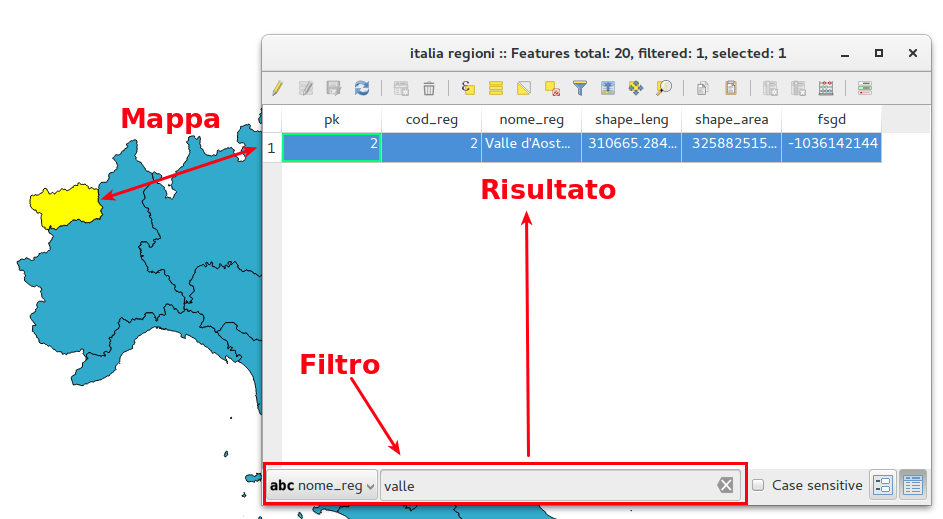 italia regioni :: Features total: 20, filtered: 1, selected: 1
Mappa
pk cod_reg nome_reg shape_leng shape_area fsgd
1 2 2 Valle d'Aost... 310665.284... 325882515... -1036142144
Risultato
Filtro
abc nome_reg valle Case sensitive